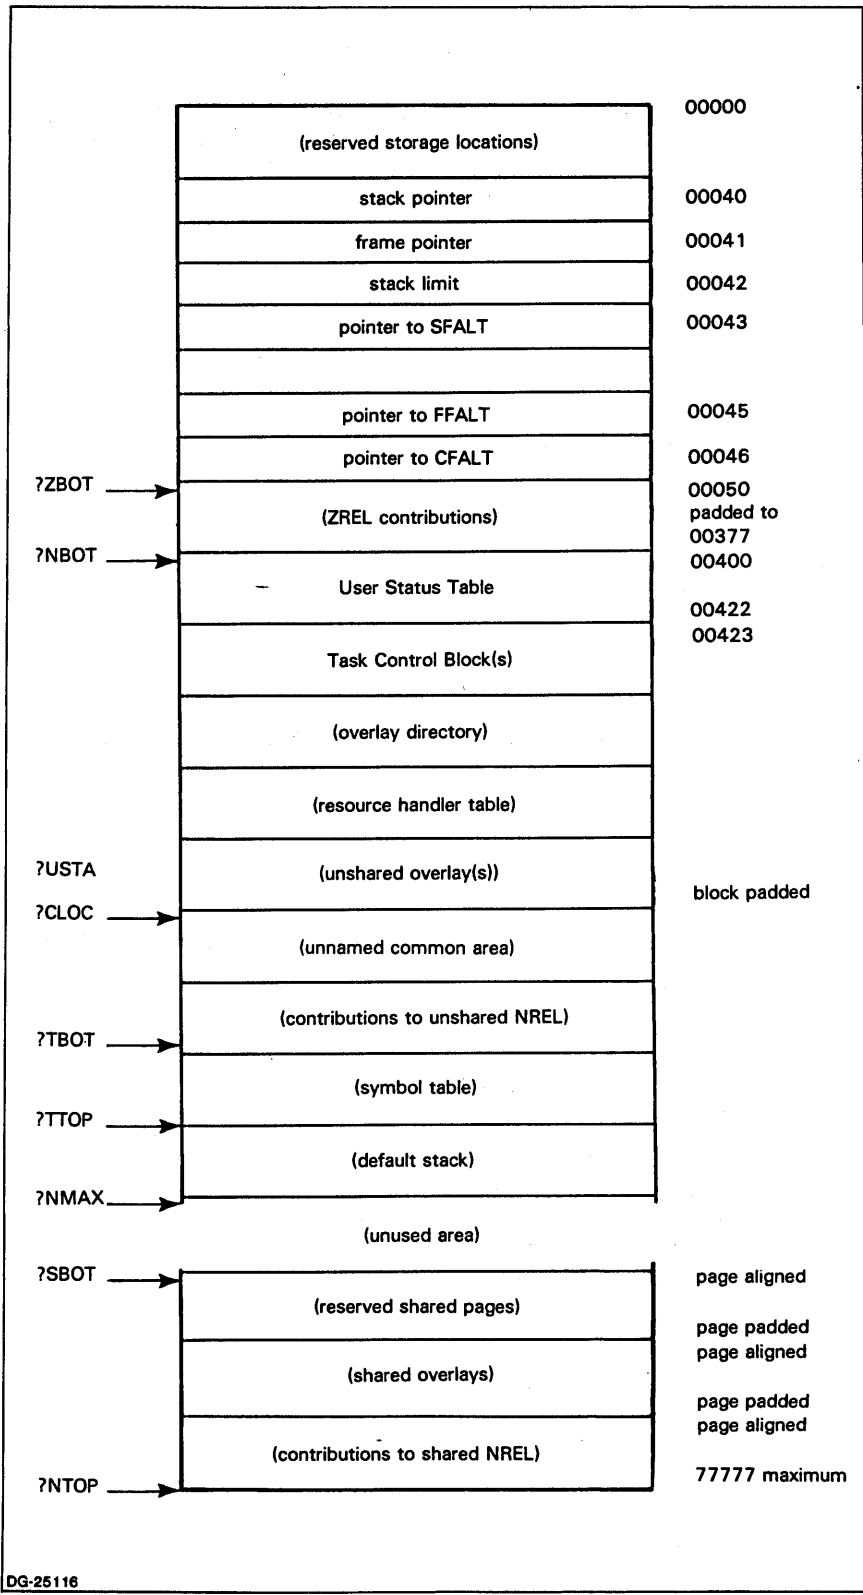 00000
(reserved storage locations)
stack pointer 00040
frame pointer 00041
stack limit 00042
pointer to SFALT 00043
pointer to FFALT 00045
pointer to CFALT 00046
?ZBOT 00050
(ZREL contributions) padded to
00377
?NBOT 00400
User Status Table
00422
00423
Task Control Block(s)
(overlay directory)
(resource handler table)
?USTA (unshared overlay(s))
block padded
?CLOC
(unnamed common area)
(contributions to unshared NREL)
?TBOT
(symbol table)
?TTOP
(default stack)
?NMAX
(unused area)
?SBOT page aligned
(reserved shared pages)
page padded
page aligned
(shared overlays)
page padded
page aligned
(contributions to shared NREL)
77777 maximum
?NTOP
DG-25116